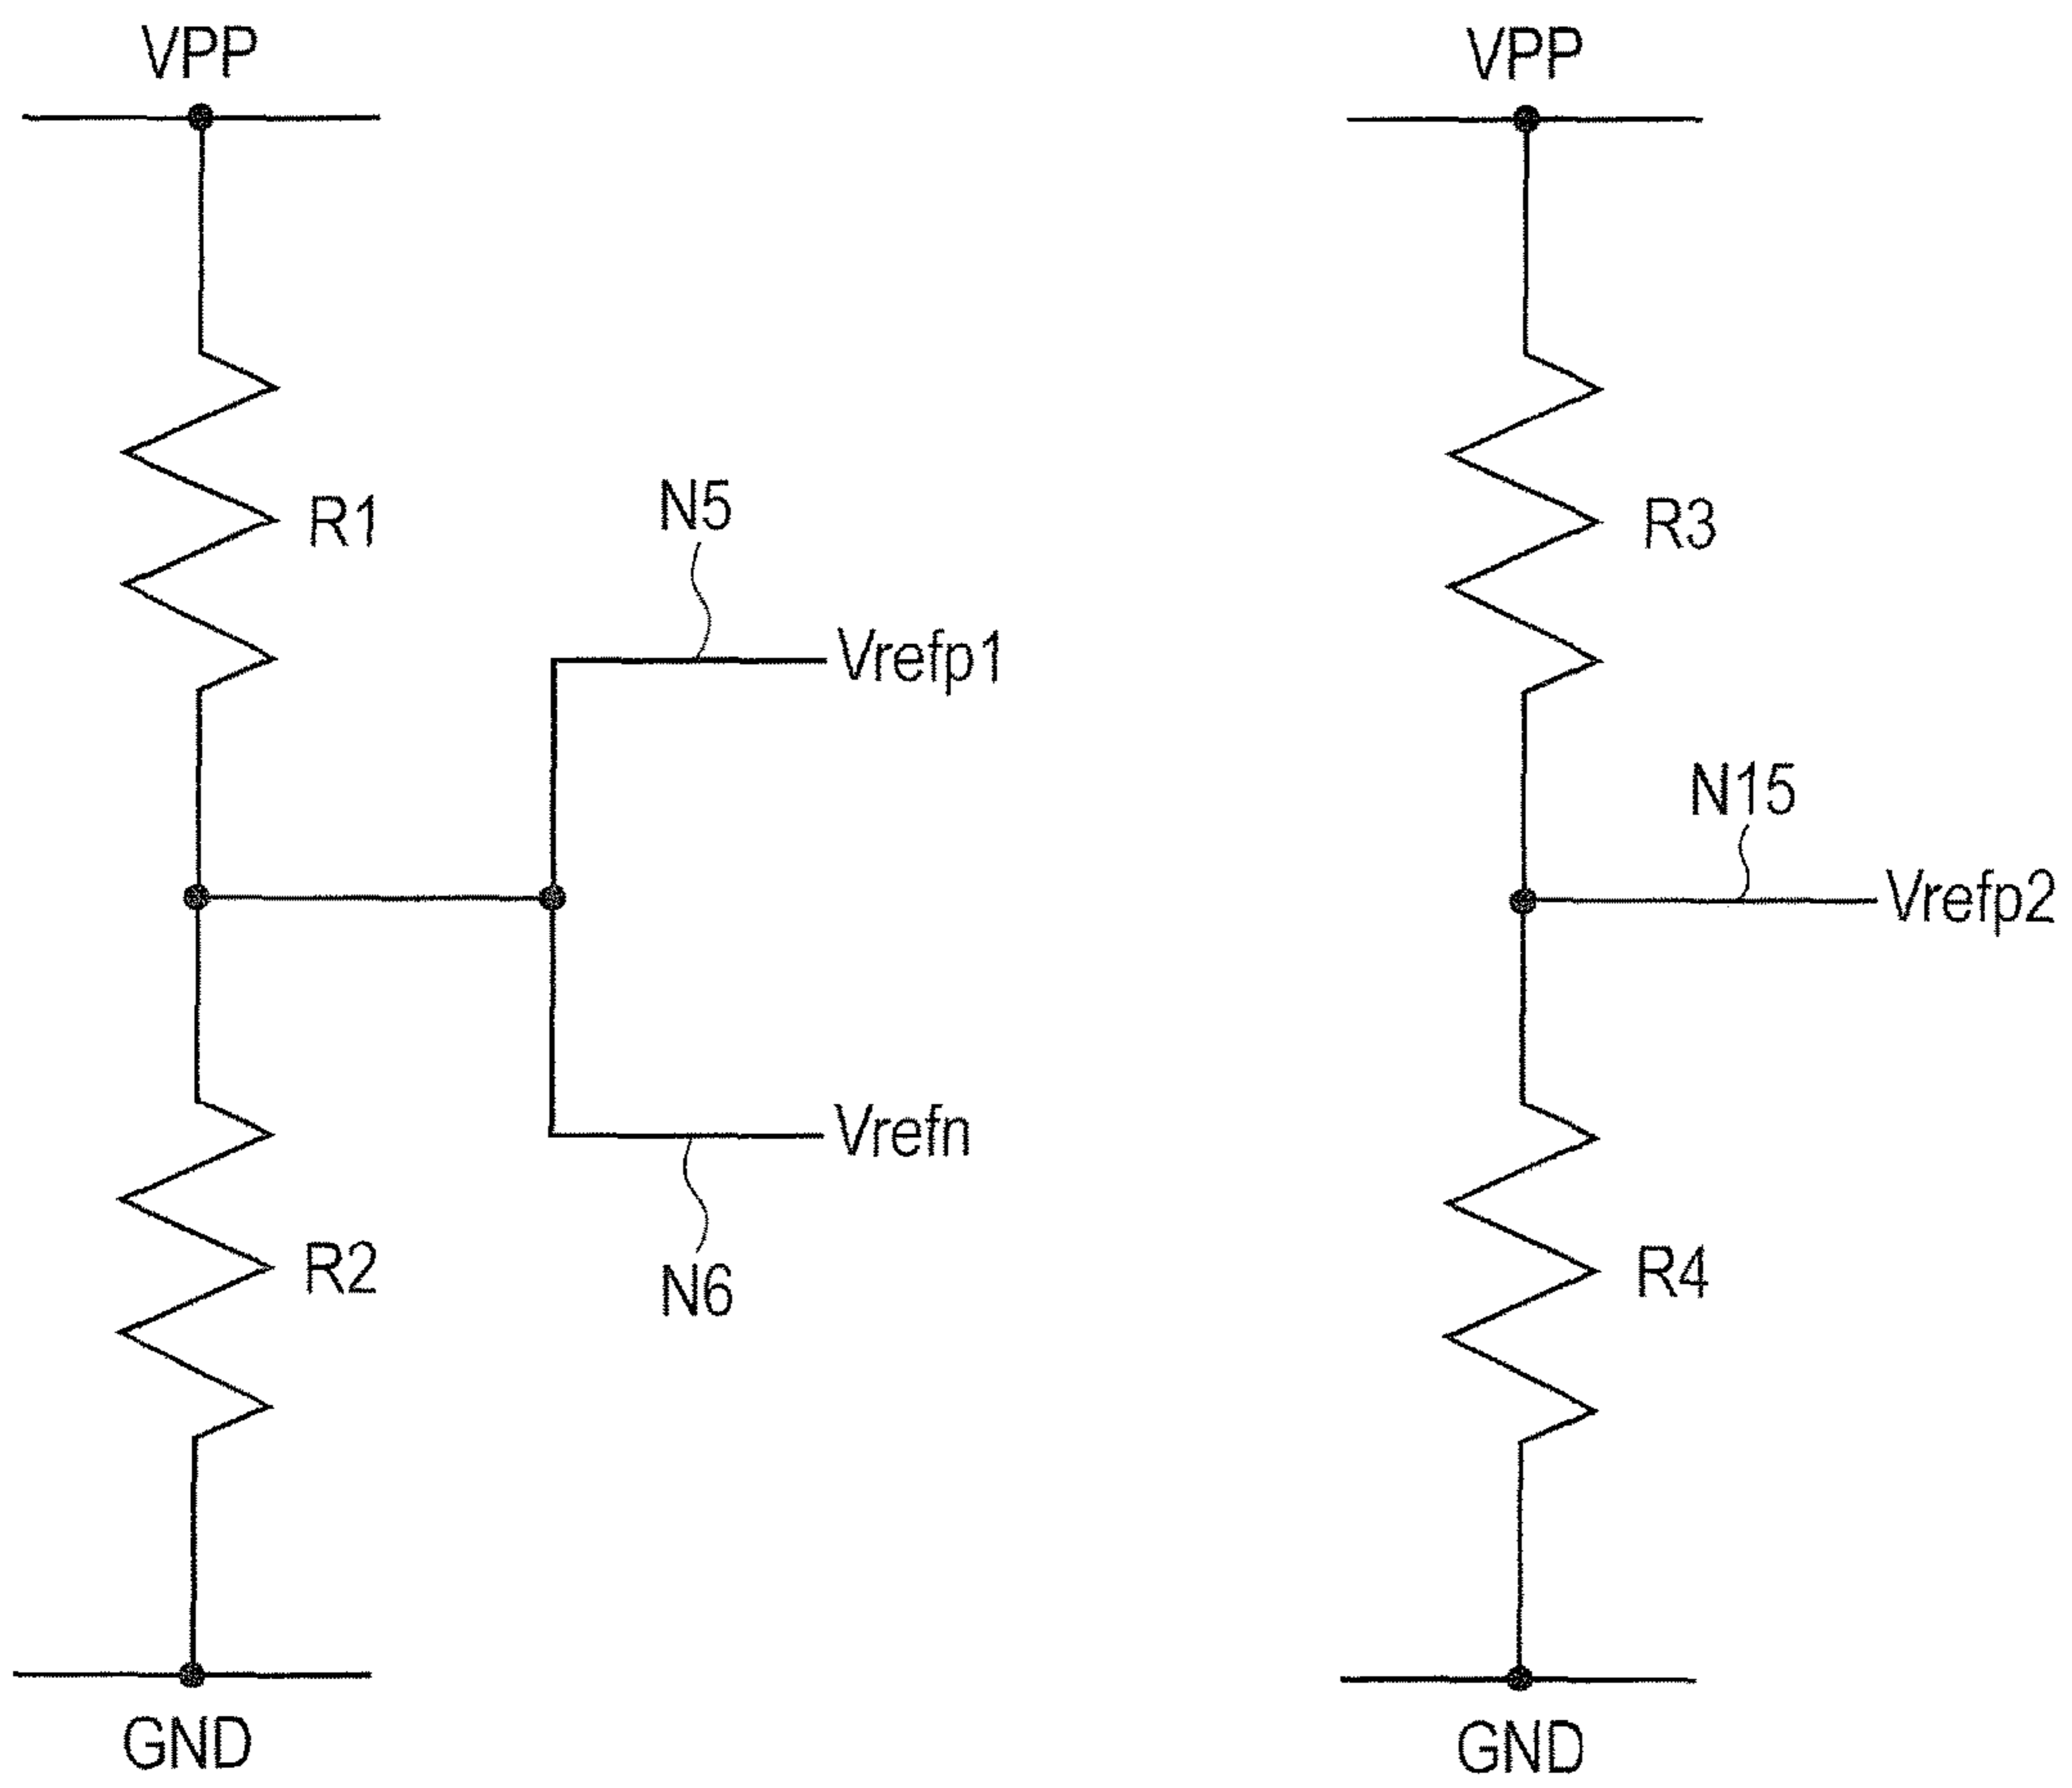 VPP
R1
N5
Vrefp1
Vrefn
N6
R2
GND
VPP
R3
N15
Vrefp2
R4
GND